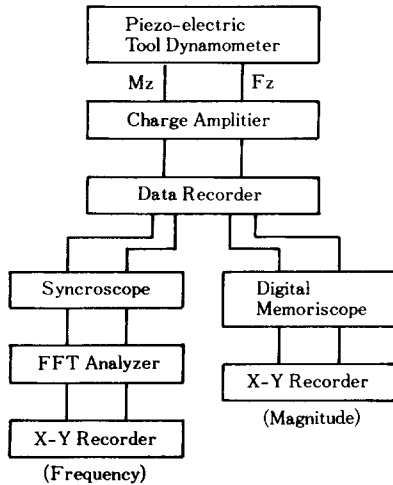 Piezo-electric
Tool Dynamometer
Mz Fz
Charge Amplitier
Data Recorder
Syncroscope
FFT Analyzer
X-Y Recorder
(Frequency)
Digital
Memoriscope
X-Y Recorder
(Magnitude)